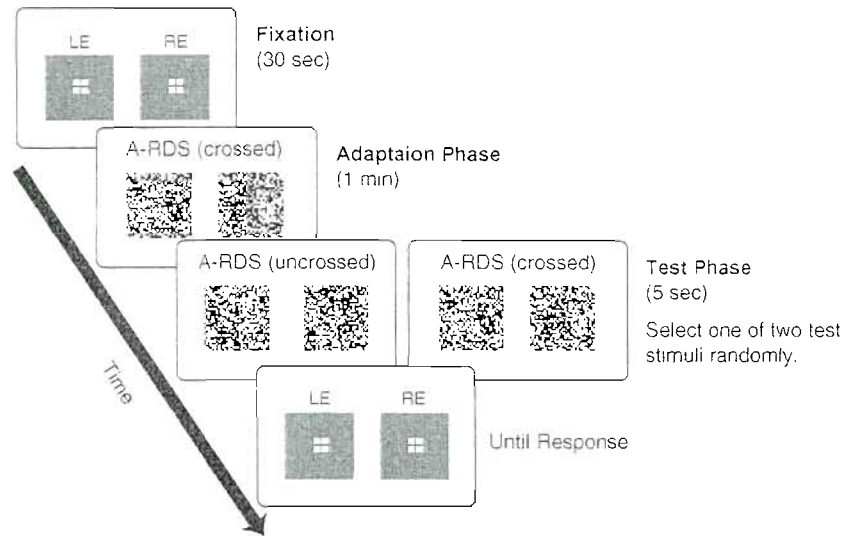 LE RE
Fixation
(30 sec)
A-RDS (crossed)
Adaptaion Phase
(1 min)
A-RDS (uncrossed)
A-RDS (crossed)
Test Phase
(5 sec)
Select one of two test
stimuli randomly.
Time
LE RE
Until Response